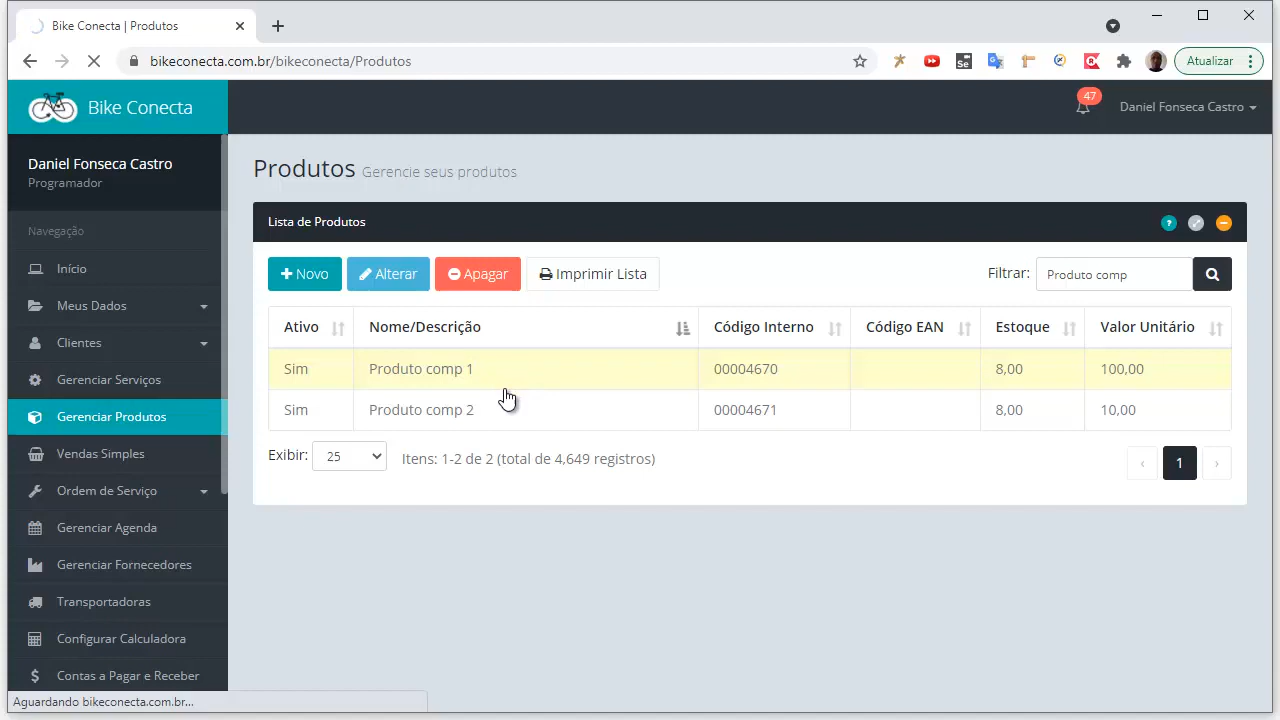 Bike Conecta | Produtos
bikeconecta.com.br/bikeconecta/Produtos
Se
Atualizar
Bike Conecta
47
Daniel Fonseca Castro
Daniel Fonseca Castro
Programador
Navegação
Início
Meus Dados
Clientes
Gerenciar Serviços
Gerenciar Produtos
Vendas Simples
Ordem de Serviço
Gerenciar Agenda
Gerenciar Fornecedores
Transportadoras
Configurar Calculadora
Contas a Pagar e Receber
Produtos Gerencie seus produtos
Lista de Produtos
Novo Alterar Apagar Imprimir Lista Filtrar: Produto comp
Ativo Nome/Descrição Código Interno Código EAN Estoque Valor Unitário
Sim Produto comp 1 00004670 8,00 100,00
Sim Produto comp 2 00004671 8,00 10,00
Exibir: 25 Itens: 1-2 de 2 (total de 4,649 registros) ‹ 1 ›
Aguardando bikeconecta.com.br...